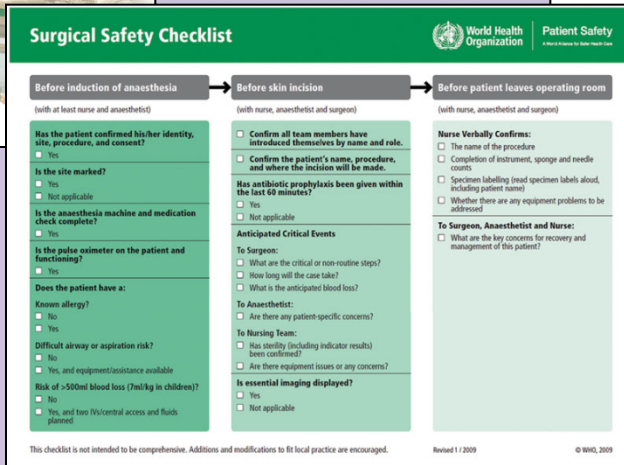 Surgical Safety Checklist
World Health
Organization
Patient Safety
A World Alliance for Safer Health Care
Before induction of anaesthesia
(with at least nurse and anaesthetist)
Has the patient confirmed his/her identity,
site, procedure, and consent?
Yes
Is the site marked?
Yes
Not applicable
Is the anaesthesia machine and medication
check complete?
Yes
Is the pulse oximeter on the patient and
functioning?
Yes
Does the patient have a:
Known allergy?
No
Yes
Difficult airway or aspiration risk?
No
Yes, and equipment/assistance available
Risk of >500ml blood loss (7ml/kg in children)?
No
Yes, and two IVs/central access and fluids
planned
Before skin incision
(with nurse, anaesthetist and surgeon)
Confirm all team members have
introduced themselves by name and role.
Confirm the patient's name, procedure,
and where the incision will be made.
Has antibiotic prophylaxis been given within
the last 60 minutes?
Yes
Not applicable
Anticipated Critical Events
To Surgeon:
What are the critical or non-routine steps?
How long will the case take?
What is the anticipated blood loss?
To Anaesthetist:
Are there any patient-specific concerns?
To Nursing Team:
Has sterility (including indicator results)
been confirmed?
Are there equipment issues or any concerns?
Is essential imaging displayed?
Yes
Not applicable
Before patient leaves operating room
(with nurse, anaesthetist and surgeon)
Nurse Verbally Confirms:
The name of the procedure
Completion of instrument, sponge and needle
counts
Specimen labelling (read specimen labels aloud,
including patient name)
Whether there are any equipment problems to be
addressed
To Surgeon, Anaesthetist and Nurse:
What are the key concerns for recovery and
management of this patient?
This checklist is not intended to be comprehensive. Additions and modifications to fit local practice are encouraged.
Revised 1 / 2009
© WHO, 2009